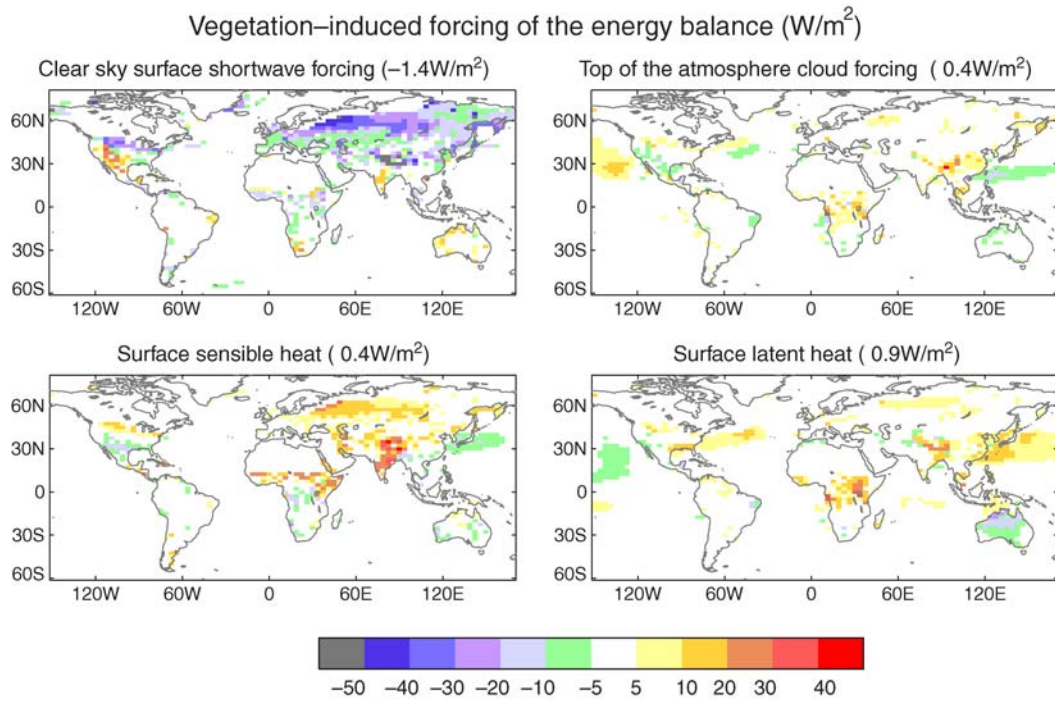 Vegetation–induced forcing of the energy balance (W/m²)
Clear sky surface shortwave forcing (–1.4W/m²)
Top of the atmosphere cloud forcing ( 0.4W/m²)
60N
30N
0
30S
60S
120W 60W 0 60E 120E
60N
30N
0
30S
60S
120W 60W 0 60E 120E
Surface sensible heat ( 0.4W/m²)
Surface latent heat ( 0.9W/m²)
60N
30N
0
30S
60S
120W 60W 0 60E 120E
60N
30N
0
30S
60S
120W 60W 0 60E 120E
–50 –40 –30 –20 –10 –5 5 10 20 30 40